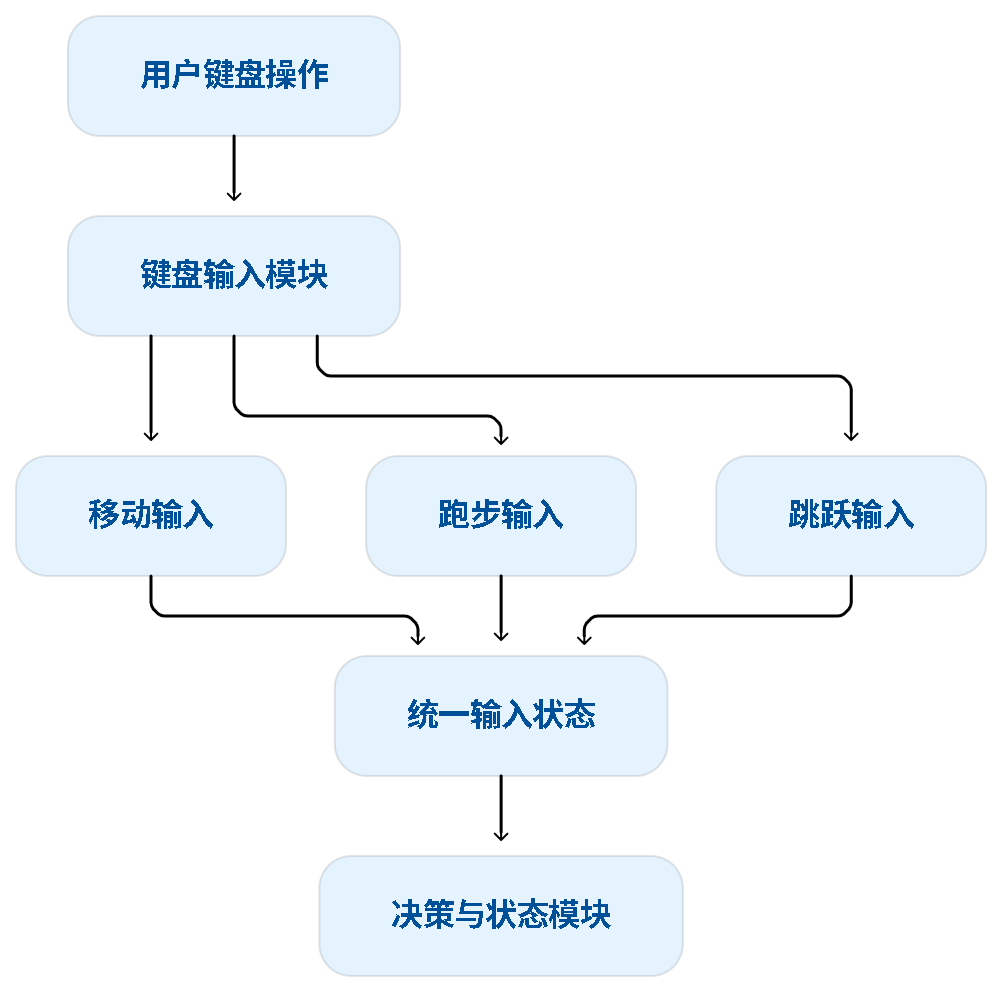 用户键盘操作
键盘输入模块
移动输入
跑步输入
跳跃输入
统一输入状态
决策与状态模块